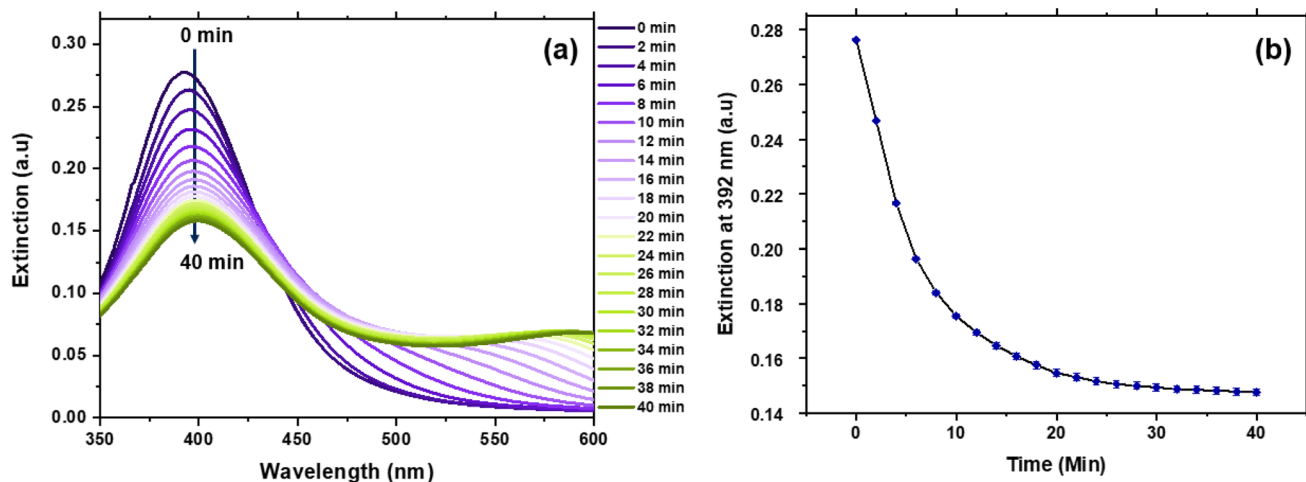 (a)
0 min
40 min
Extinction (a.u)
0.30
0.25
0.20
0.15
0.10
0.05
0.00
350
400
450
500
550
600
Wavelength (nm)
0 min
2 min
4 min
6 min
8 min
10 min
12 min
14 min
16 min
18 min
20 min
22 min
24 min
26 min
28 min
30 min
32 min
34 min
36 min
38 min
40 min
(b)
Extinction at 392 nm (a.u)
0.28
0.26
0.24
0.22
0.20
0.18
0.16
0.14
0
10
20
30
40
Time (Min)